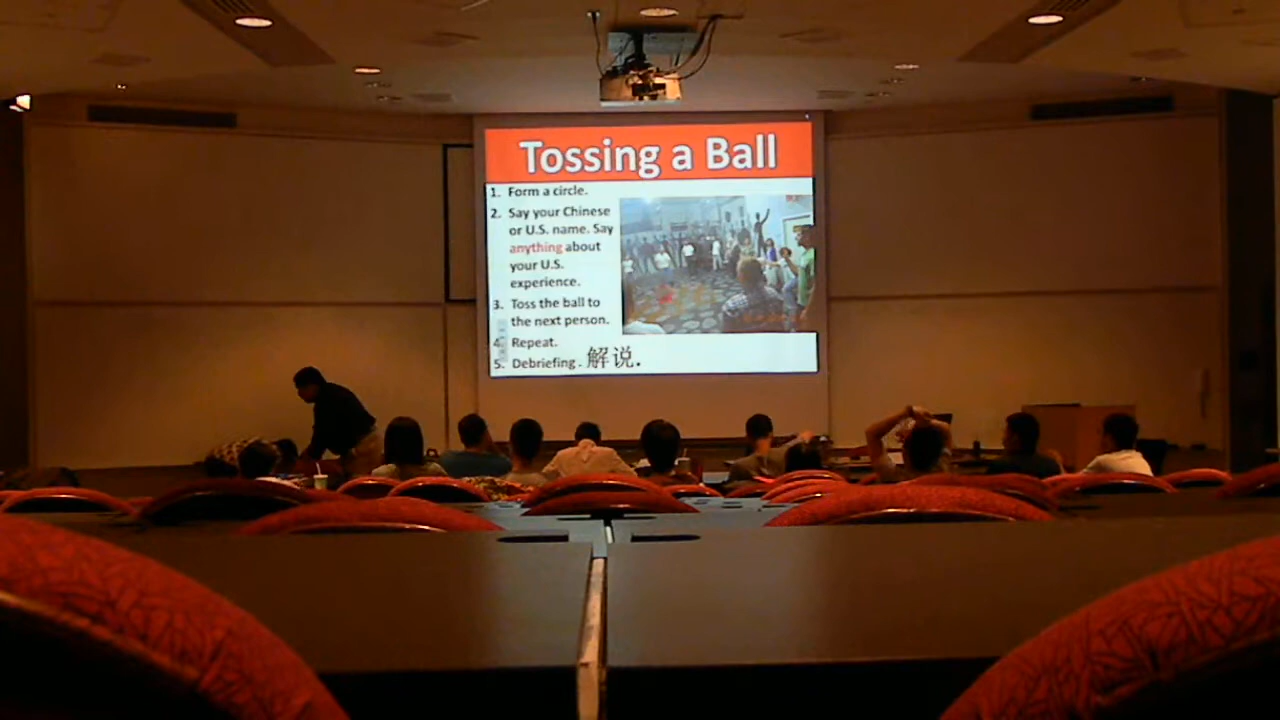 Tossing a Ball
1. Form a circle.
2. Say your Chinese
or U.S. name. Say
anything about
your U.S.
experience.
3. Toss the ball to
the next person.
4. Repeat.
5. Debriefing. 解说.